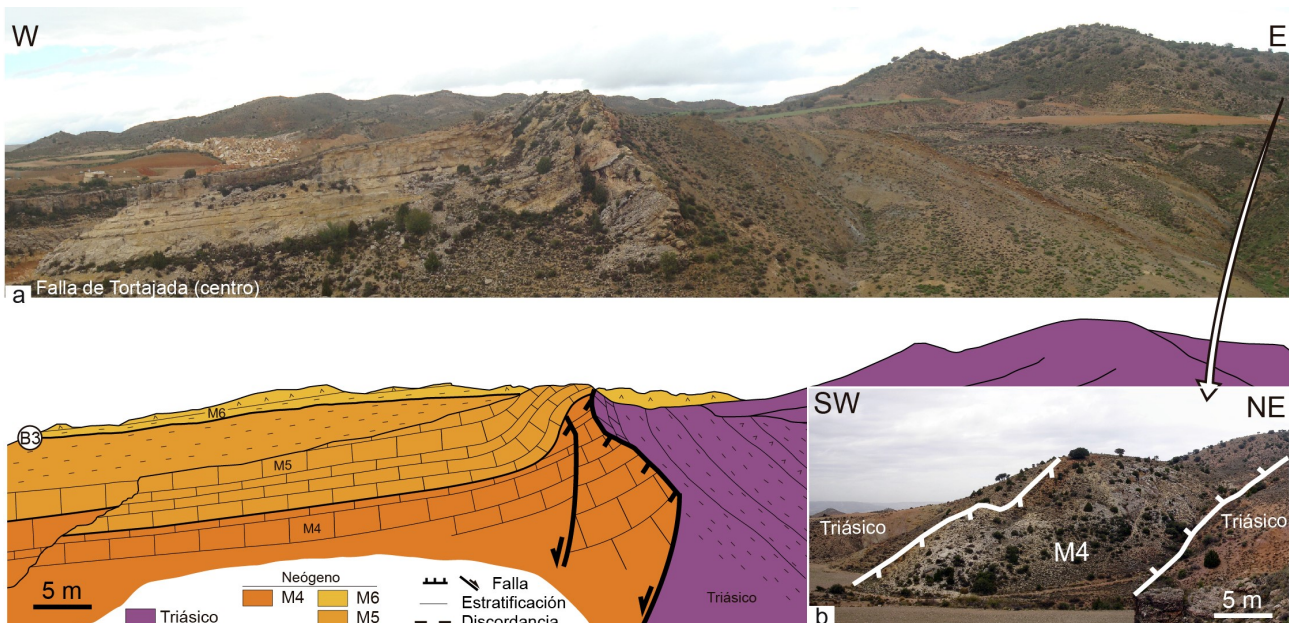 W
E
a Falla de Tortajada (centro)
M6
B3
M5
M4
5 m
Neógeno
M4
M6
M5
Triásico
Falla
Estratificación
Discordancia
Triásico
SW
NE
Triásico
M4
Triásico
5 m
b